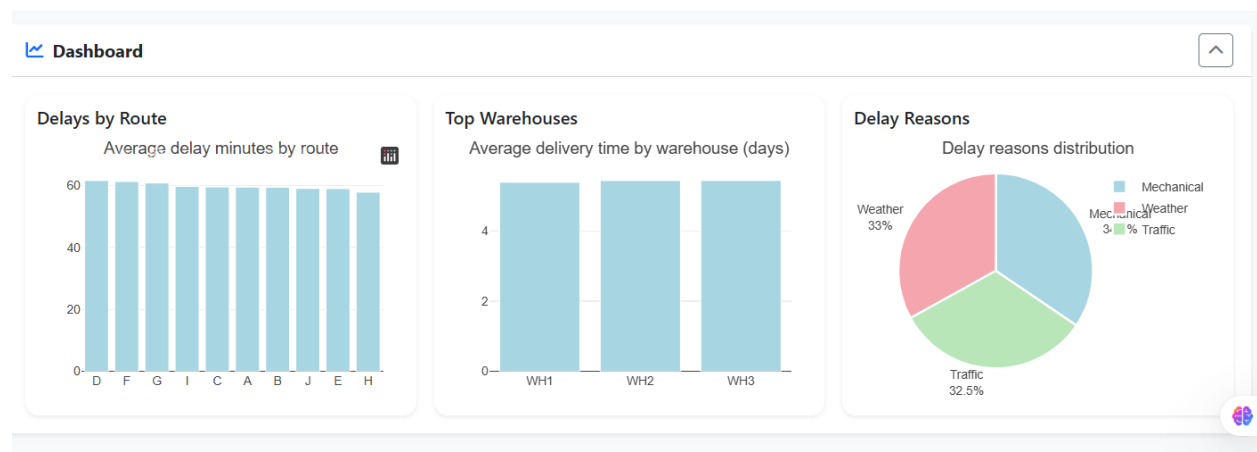 Dashboard
Delays by Route
Average delay minutes by route
60
40
20
0
D F G I C A B J E H
Top Warehouses
Average delivery time by warehouse (days)
4
2
0
WH1 WH2 WH3
Delay Reasons
Delay reasons distribution
Mechanical
Weather
Traffic
Weather
33%
Traffic
32.5%